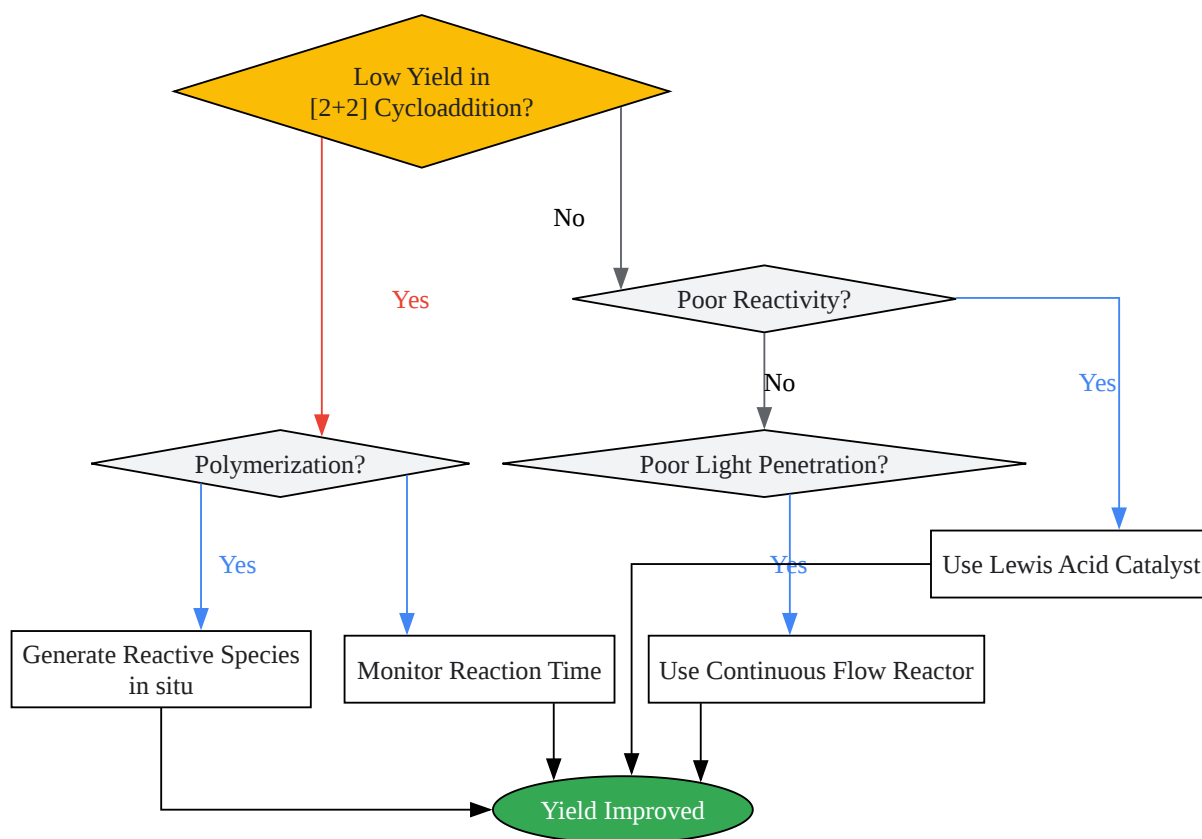 Low Yield in
[2+2] Cycloaddition?
No
Yes
Poor Reactivity?
No
Yes
Polymerization?
Poor Light Penetration?
Yes
Yes
Use Lewis Acid Catalyst
Generate Reactive Species
in situ
Monitor Reaction Time
Use Continuous Flow Reactor
Yield Improved